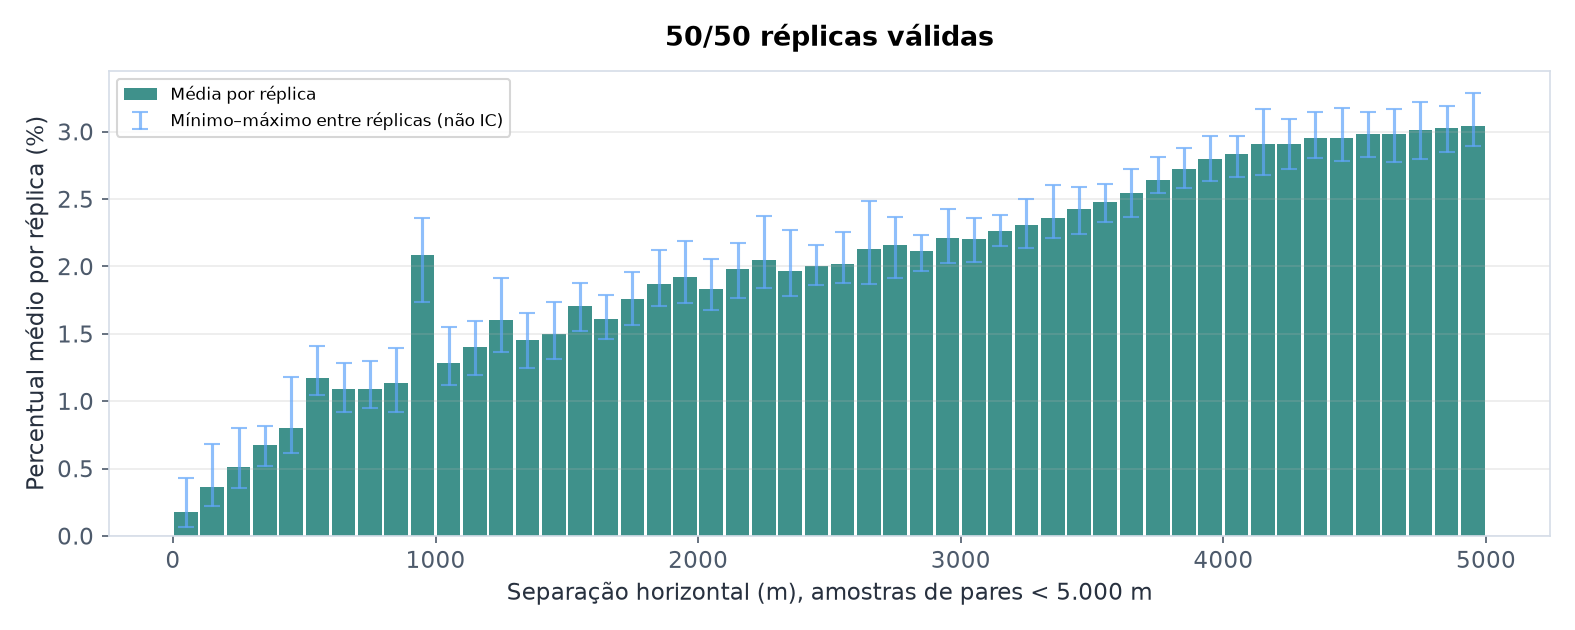 50/50 réplicas válidas
Média por réplica
Mínimo–máximo entre réplicas (não IC)
Percentual médio por réplica (%)
3.0
2.5
2.0
1.5
1.0
0.5
0.0
0 1000 2000 3000 4000 5000
Separação horizontal (m), amostras de pares < 5.000 m